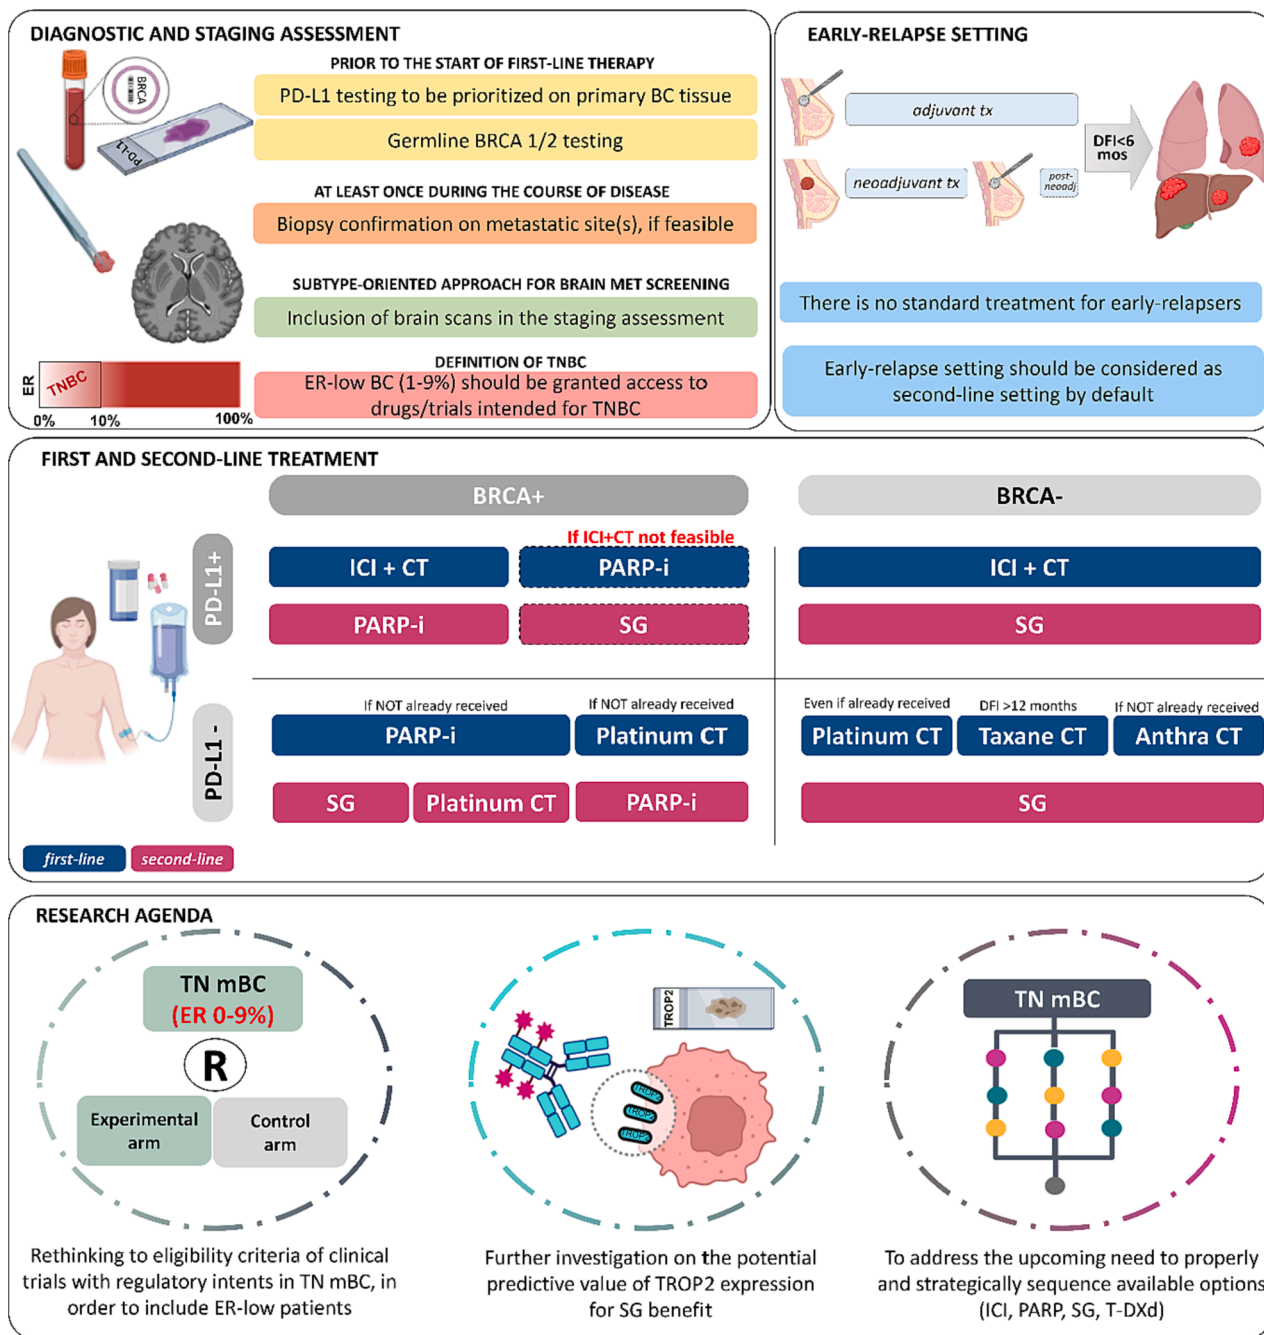 DIAGNOSTIC AND STAGING ASSESSMENT
PRIOR TO THE START OF FIRST-LINE THERAPY
BRCA
PD-L1
PD-L1 testing to be prioritized on primary BC tissue
Germline BRCA 1/2 testing
AT LEAST ONCE DURING THE COURSE OF DISEASE
Biopsy confirmation on metastatic site(s), if feasible
SUBTYPE-ORIENTED APPROACH FOR BRAIN MET SCREENING
Inclusion of brain scans in the staging assessment
DEFINITION OF TNBC
ER-low BC (1-9%) should be granted access to
drugs/trials intended for TNBC
ER
TNBC
0% 10% 100%
EARLY-RELAPSE SETTING
adjuvant tx
neoadjuvant tx
post-
neoadj
DFI<6
mos
There is no standard treatment for early-relapsers
Early-relapse setting should be considered as
second-line setting by default
FIRST AND SECOND-LINE TREATMENT
BRCA+ BRCA-
PD-L1+
If ICI+CT not feasible
ICI + CT PARP-i ICI + CT
PARP-i SG SG
PD-L1 -
If NOT already received If NOT already received Even if already received DFI >12 months If NOT already received
PARP-i Platinum CT Platinum CT Taxane CT Anthra CT
SG Platinum CT PARP-i SG
first-line second-line
RESEARCH AGENDA
TN mBC
(ER 0-9%)
R
Experimental
arm
Control
arm
Rethinking to eligibility criteria of clinical
trials with regulatory intents in TN mBC, in
order to include ER-low patients
TROP2
TROP2
TROP2
TROP2
Further investigation on the potential
predictive value of TROP2 expression
for SG benefit
TN mBC
To address the upcoming need to properly
and strategically sequence available options
(ICI, PARP, SG, T-DXd)